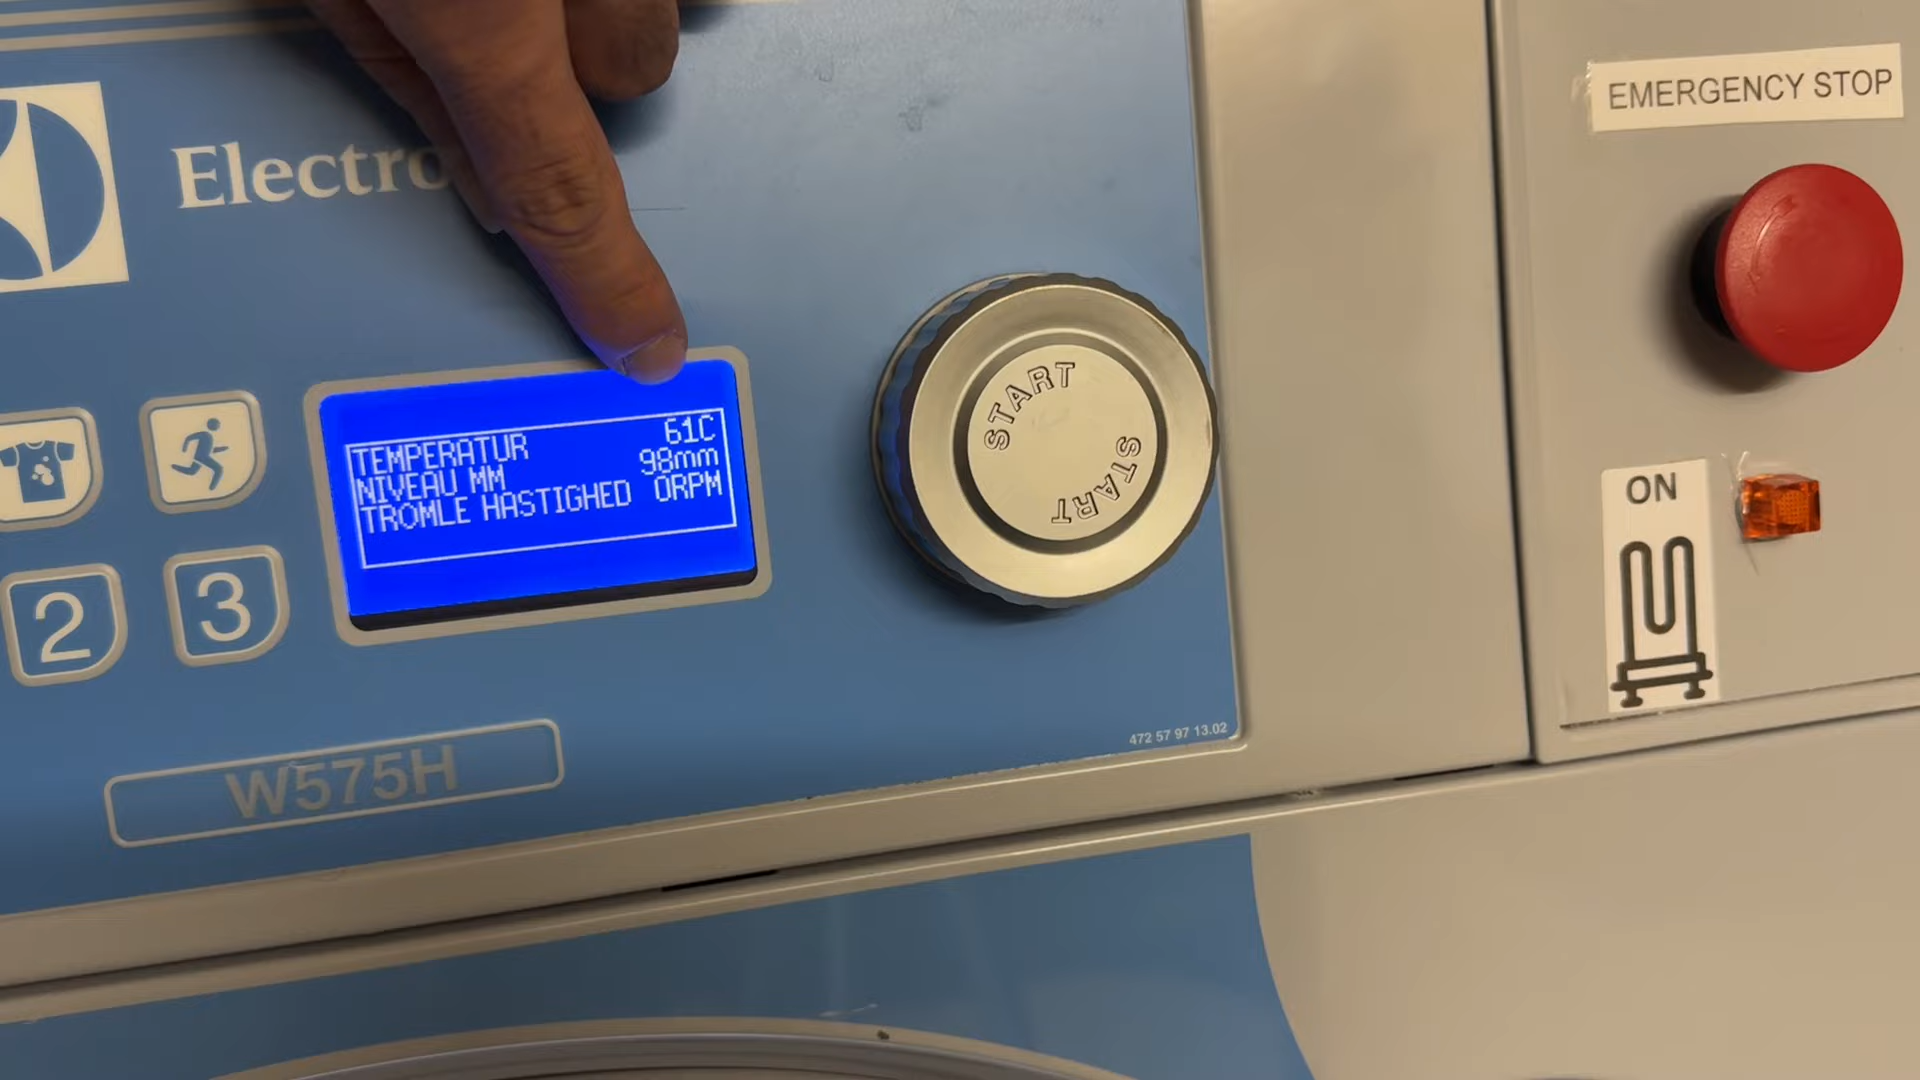 Electro
EMERGENCY STOP
TEMPERATUR 61C
NIVEAU MM 98mm
TROMLE HASTIGHED 0RPM
START
START
ON
2
3
W575H
472 57 97 13.02